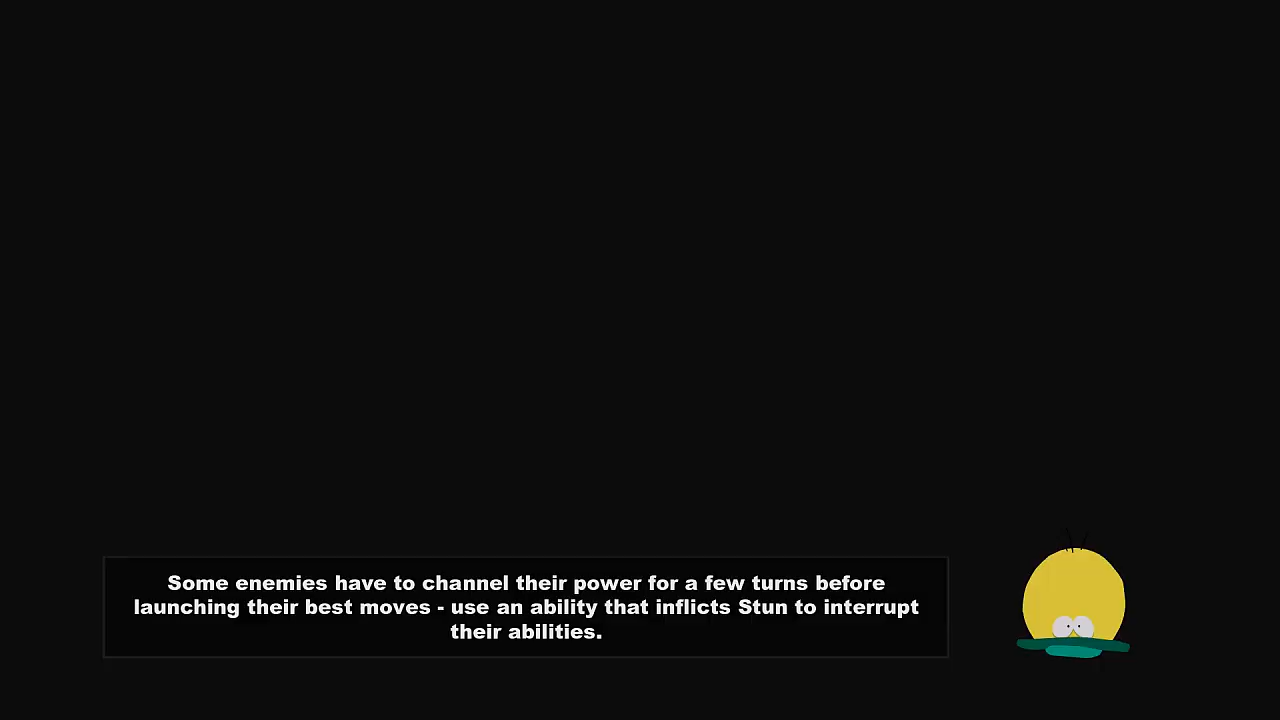 Some enemies have to channel their power for a few turns before
launching their best moves - use an ability that inflicts Stun to interrupt
their abilities.